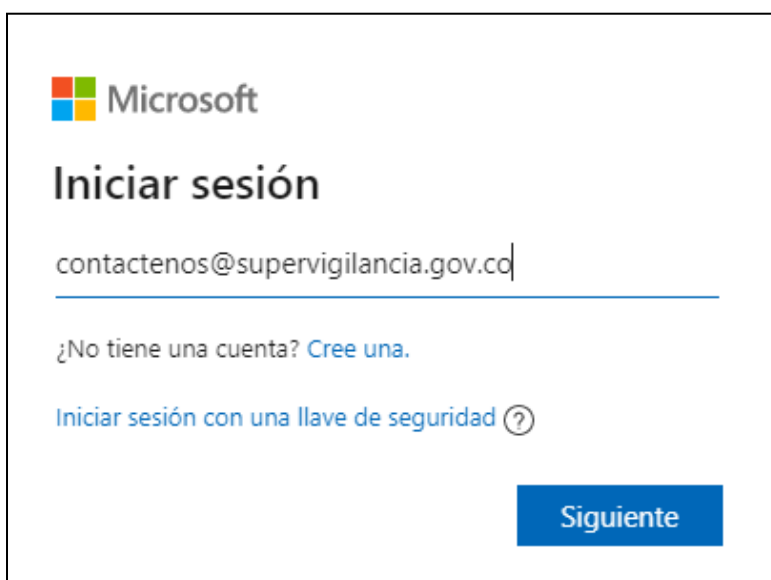 Microsoft
Iniciar sesión
contactenos@supervigilancia.gov.co
¿No tiene una cuenta? Cree una.
Iniciar sesión con una llave de seguridad ?
Siguiente